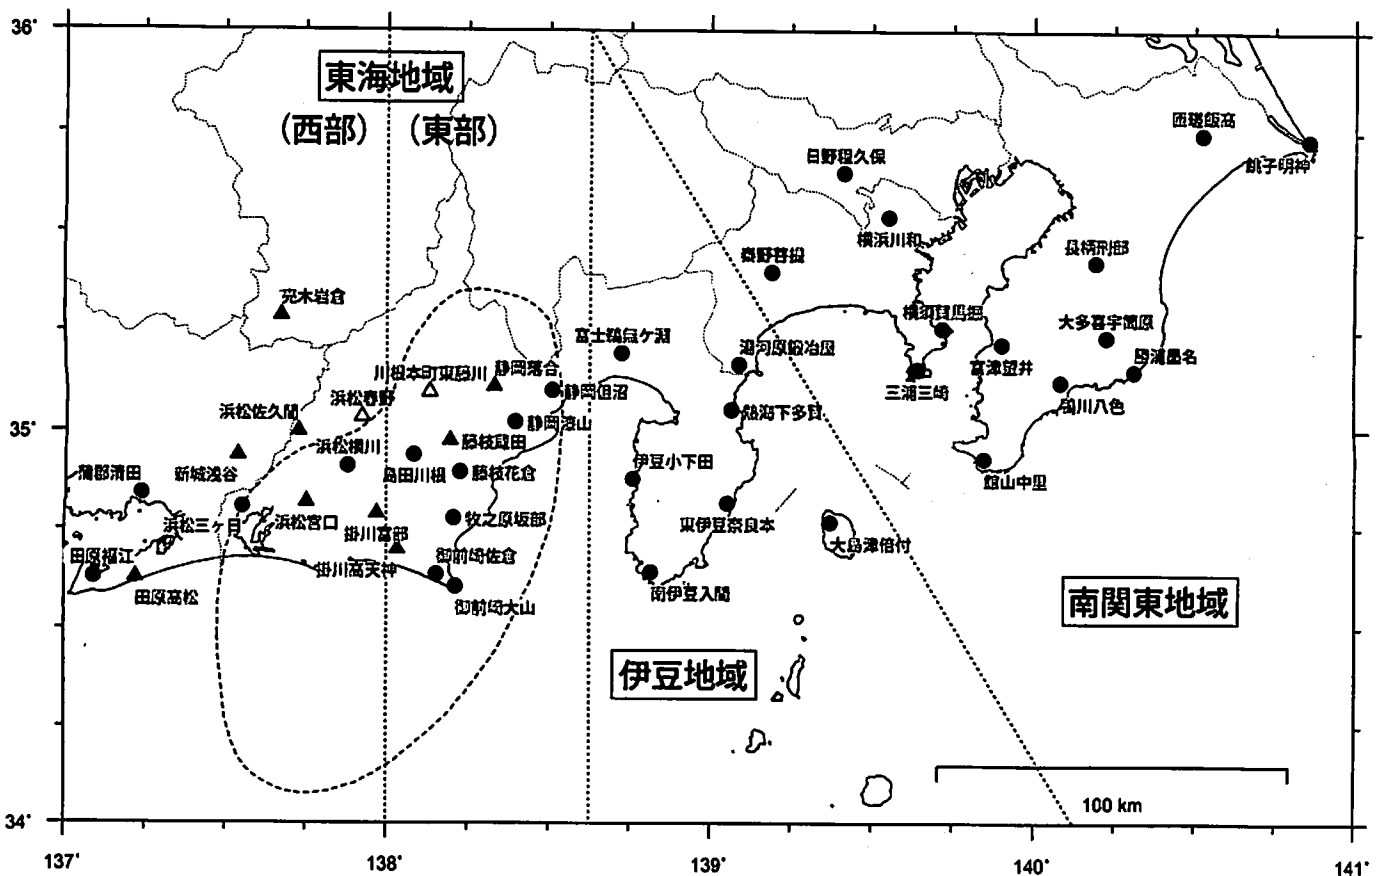 36°
東海地域
(西部)
(東部)
匝瑳飯高
日野程久保
銚子明神
横浜川和
長柄刑部
秦野菩提
売木岩倉
横須賀馬堀
大多喜宇筒原
富士鵜無ケ淵
湯河原鍛冶屋
勝浦墨名
富津望井
川根本町東藤川
静岡落合
三浦三崎
鴨川八色
浜松春野
静岡但沼
熱海下多賀
浜松佐久間
静岡漆山
35°
浜松横川
藤枝蔵田
伊豆小下田
新城浅谷
島田川根
藤枝花倉
蒲郡清田
館山中里
浜松三ケ日
浜松宮口
掛川富部
牧之原坂部
東伊豆奈良本
大島津倍付
田原福江
掛川高天神
御前崎佐倉
田原高松
御前崎大山
南伊豆入間
南関東地域
伊豆地域
100 km
34°
137°
138°
139°
140°
141°